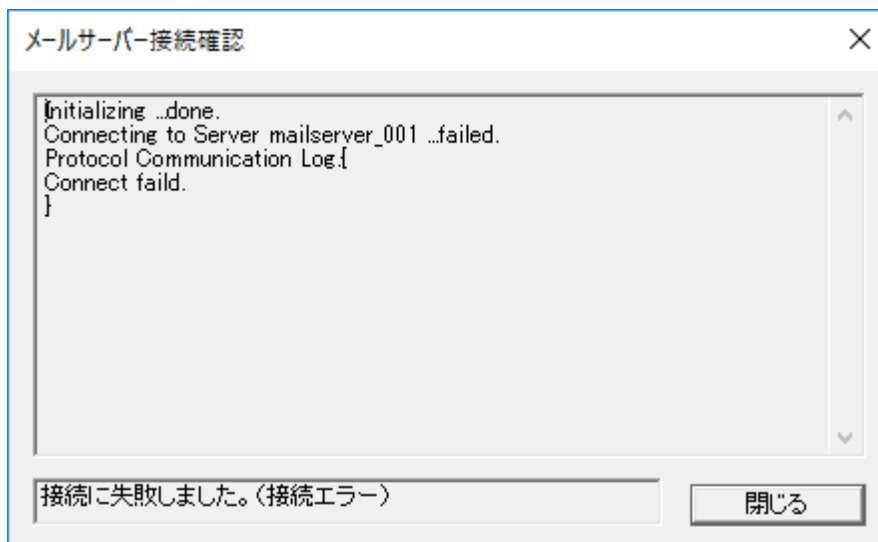 メールサーバー接続確認
Initializing ...done.
Connecting to Server mailserver_001 ...failed.
Protocol Communication Log.{
Connect faild.
}
接続に失敗しました。(接続エラー)
閉じる